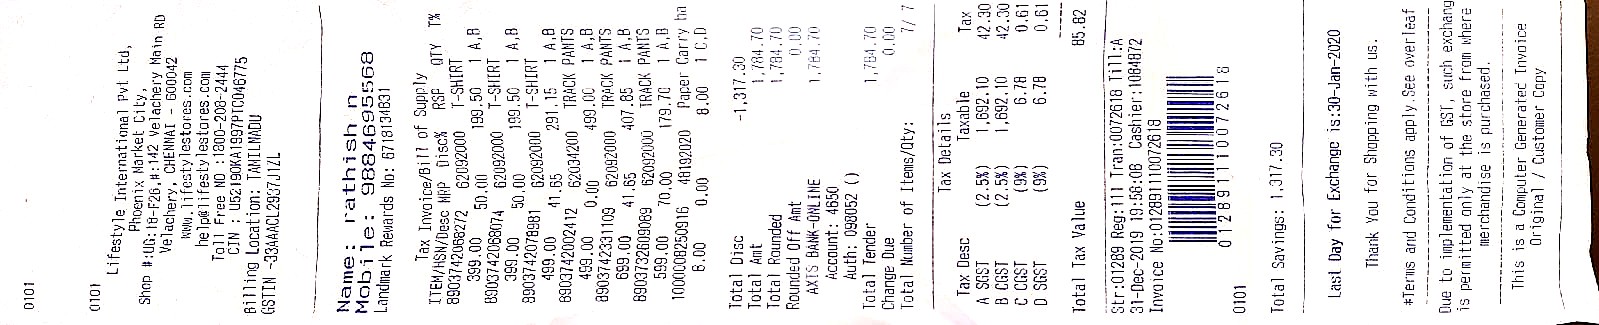 0101
0101
Lifestyle International Pvt Ltd,
Phoenix Market City,
Shop #:UG:18-F26,#:142 Velachery Main RD
Velachery, CHENNAI - 600042
www.lifestylestores.com
help@lifestylestores.com
Toll Free NO :1800-208-2444
CIN : U52190KA1997PTC046775
Billing Location: TAMILNADU
GSTIN -33AAACL2937J1ZL
Name: rathish
Mobile: 9884695568
Landmark Rewards No: 6718134831
Tax Invoice/Bill of Supply
ITEM/HSN/Desc MRP Disc% RSP QTY T%
8903742068272 62092000 T-SHIRT
399.00 50.00 199.50 1 A,B
8903742068074 62092000 T-SHIRT
399.00 50.00 199.50 1 A,B
8903742078981 62092000 T-SHIRT
499.00 41.65 291.15 1 A,B
8903742002412 62034200 TRACK PANTS
499.00 0.00 499.00 1 A,B
8903742331109 62092000 TRACK PANTS
699.00 41.65 407.85 1 A,B
8903732609089 62092000 TRACK PANTS
599.00 70.00 179.70 1 A,B
1000008250916 48192020 Paper Carry ba
8.00 0.00 8.00 1 C,D
Total Disc -1,317.30
Total Amt 1,784.70
Total Rounded 1,784.70
Rounded Off Amt 0.00
AXIS BANK-ONLINE 1,784.70
Account: 4650
Auth: 098052 ()
Total Tender 1,784.70
Change Due 0.00
Total Number of Items/Qty: 7/ 7
Tax Details
Tax Desc Taxable Tax
A SGST (2.5%) 1,692.10 42.30
B CGST (2.5%) 1,692.10 42.30
C CGST (9%) 6.78 0.61
D SGST (9%) 6.78 0.61
Total Tax Value 85.82
Str:01289 Reg:111 Tran:0072618 Till:A
31-Dec-2019 19:58:08 Cashier:1084872
Invoice No:012891110072618
012891110072618
0101
Total Savings: 1,317.30
Last Day for Exchange is:30-Jan-2020
Thank You for Shopping with us.
*Terms and Conditions apply.See overleaf
Due to implementation of GST, such exchang
is permitted only at the store from where
merchandise is purchased.
This is a Computer Generated Invoice
Original / Customer Copy